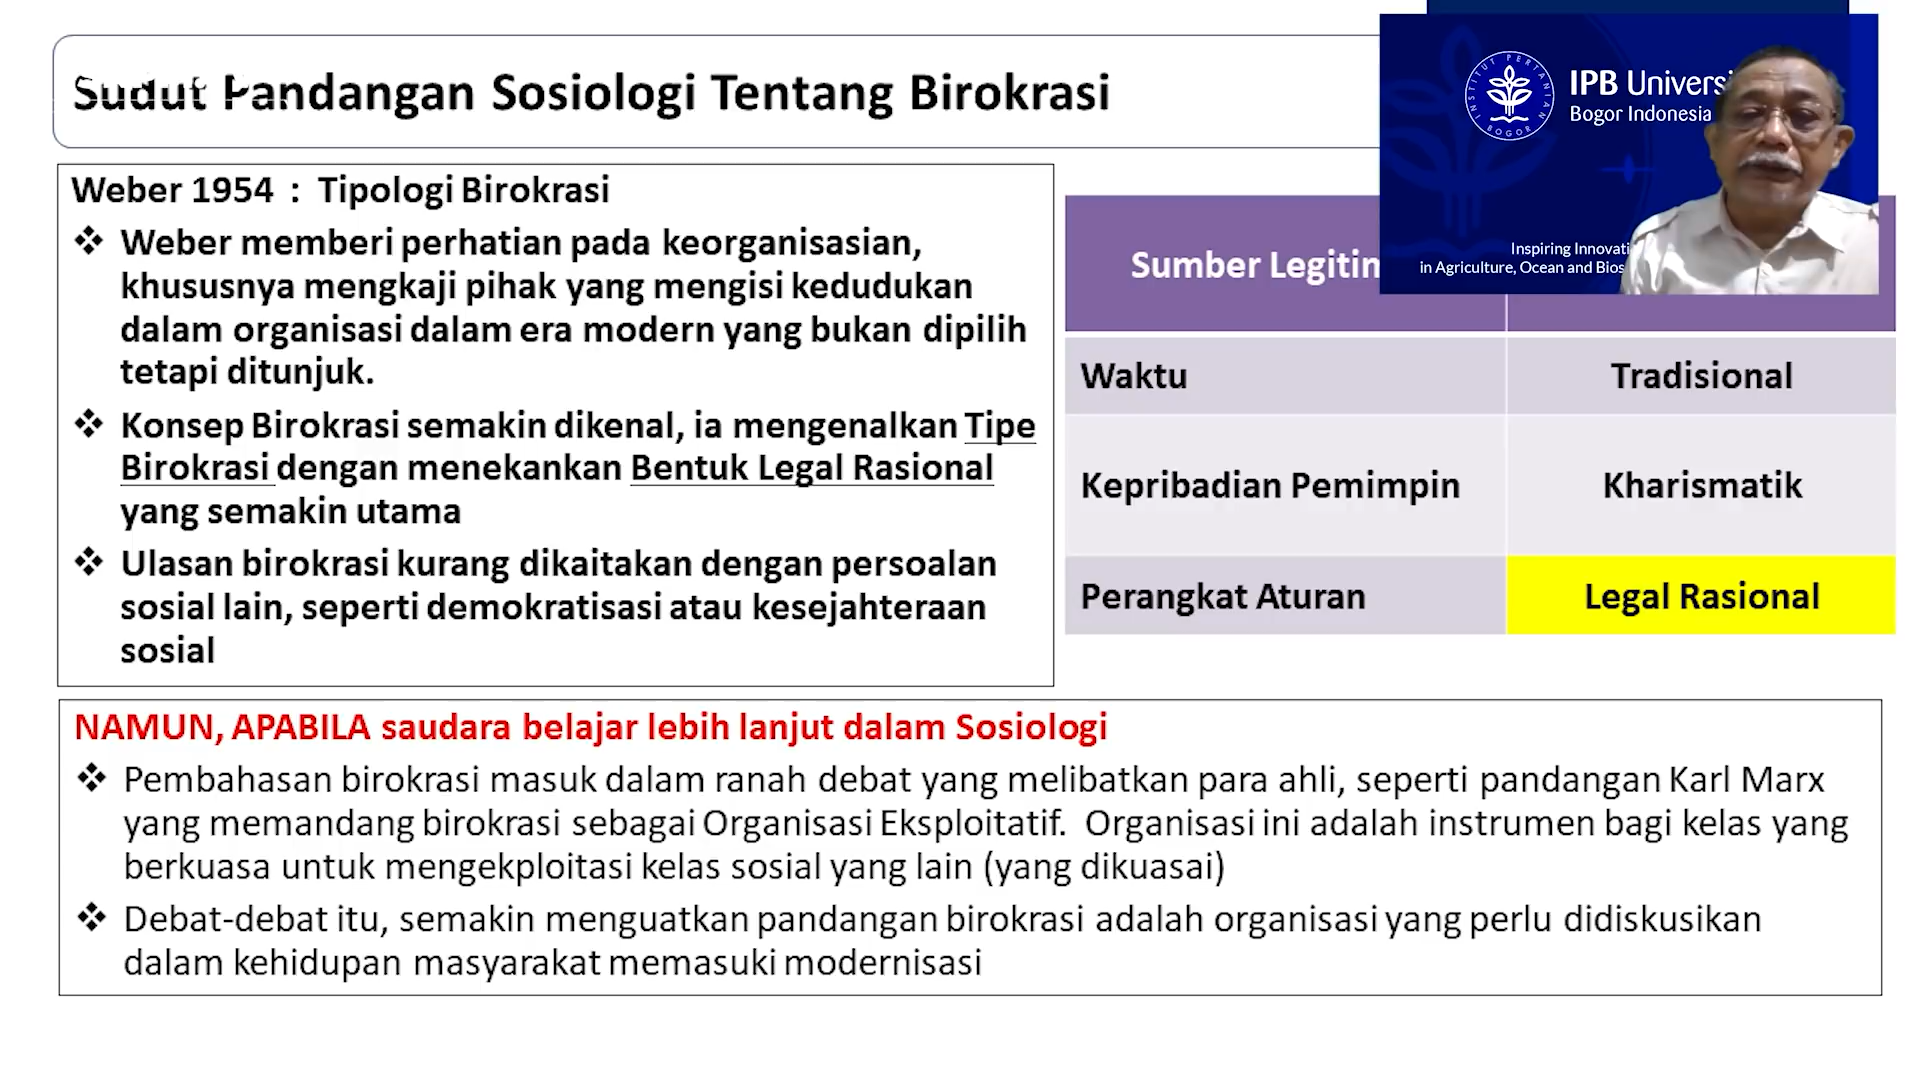 Sudut Pandangan Sosiologi Tentang Birokrasi
IPB
Bogor Indonesia
INSTITUT PERTANIAN
BOGOR
Inspiring
in Agriculture, Ocean and
Weber 1954 : Tipologi Birokrasi
❖ Weber memberi perhatian pada keorganisasian,
khususnya mengkaji pihak yang mengisi kedudukan
dalam organisasi dalam era modern yang bukan dipilih
tetapi ditunjuk.
❖ Konsep Birokrasi semakin dikenal, ia mengenalkan Tipe
Birokrasi dengan menekankan Bentuk Legal Rasional
yang semakin utama
❖ Ulasan birokrasi kurang dikaitakan dengan persoalan
sosial lain, seperti demokratisasi atau kesejahteraan
sosial
Sumber
Waktu Tradisional
Kepribadian Pemimpin Kharismatik
Perangkat Aturan Legal Rasional
NAMUN, APABILA saudara belajar lebih lanjut dalam Sosiologi
❖ Pembahasan birokrasi masuk dalam ranah debat yang melibatkan para ahli, seperti pandangan Karl Marx
yang memandang birokrasi sebagai Organisasi Eksploitatif. Organisasi ini adalah instrumen bagi kelas yang
berkuasa untuk mengekploitasi kelas sosial yang lain (yang dikuasai)
❖ Debat-debat itu, semakin menguatkan pandangan birokrasi adalah organisasi yang perlu didiskusikan
dalam kehidupan masyarakat memasuki modernisasi